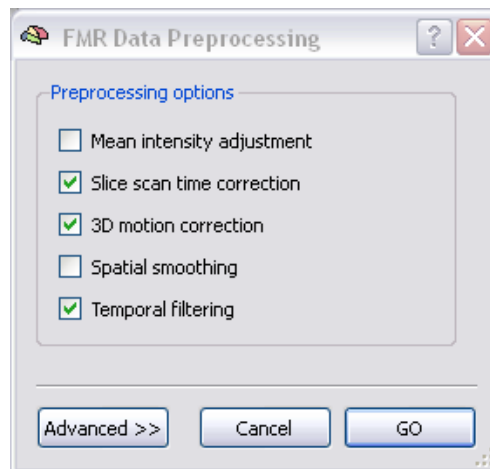 FMR Data Preprocessing
Preprocessing options
Mean intensity adjustment
Slice scan time correction
3D motion correction
Spatial smoothing
Temporal filtering
Advanced >> Cancel GO